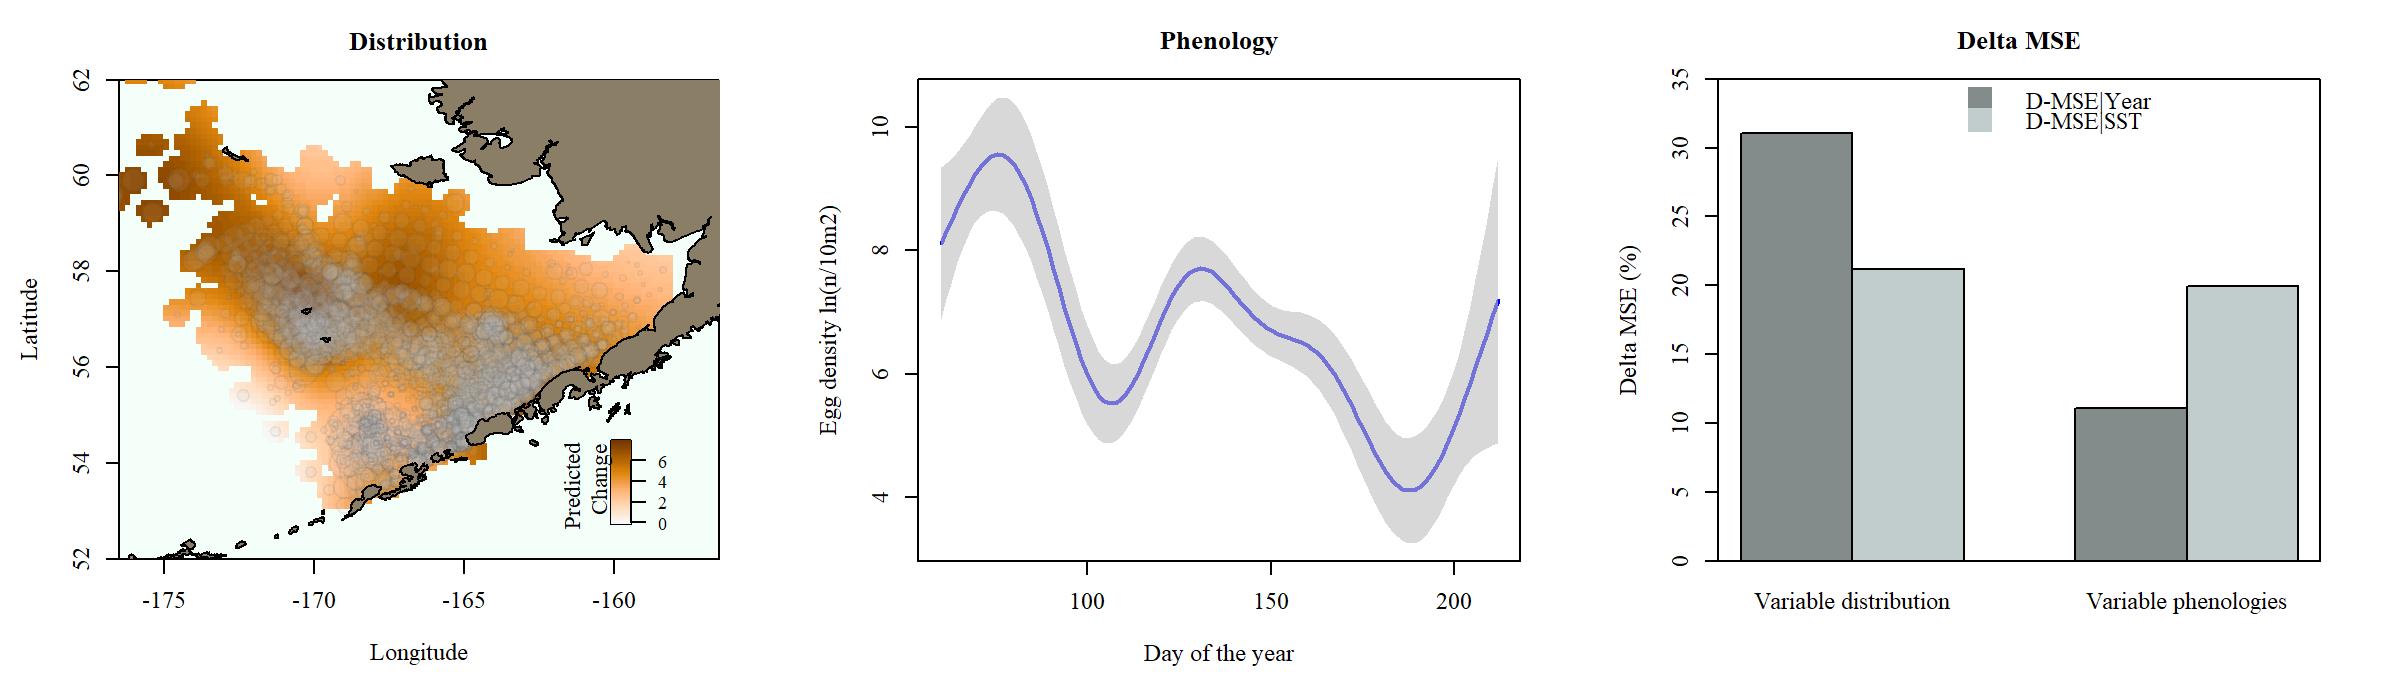 Distribution
Latitude
62
60
58
56
54
52
Predicted
Change
6
4
2
0
-175
-170
-165
-160
Longitude
Phenology
Egg density ln(n/10m2)
10
8
6
4
100
150
200
Day of the year
Delta MSE
Delta MSE (%)
35
30
25
20
15
10
5
0
D-MSE|Year
D-MSE|SST
Variable distribution
Variable phenologies